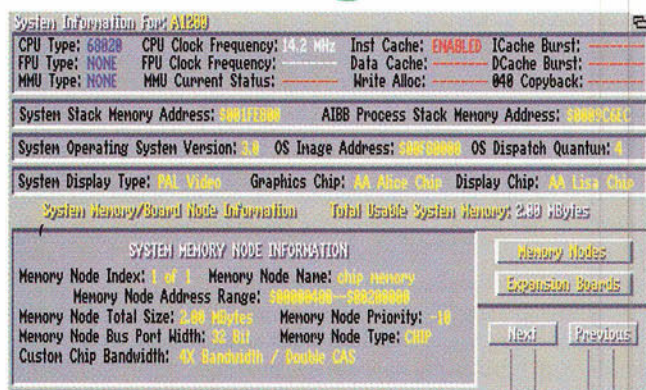 System Information For: A1200
CPU Type: 68020 CPU Clock Frequency: 14.2 MHz Inst Cache: ENABLED ICache Burst: --------
FPU Type: NONE FPU Clock Frequency: -------- Data Cache: -------- DCache Burst: --------
MMU Type: NONE MMU Current Status: -------- Write Alloc: -------- 040 Copyback: --------
System Stack Memory Address: $001FE800 AIBB Process Stack Memory Address:
System Operating System Version: 3.0 OS Image Address: $00F80000 OS Dispatch Quantum: 4
System Display Type: PAL Video Graphics Chip: AA Alice Chip Display Chip: AA Lisa Chip
System Memory/Board Node Information Total Usable System Memory: 2.00 MBytes
SYSTEM MEMORY NODE INFORMATION
Memory Node Index: 1 of 1 Memory Node Name: chip memory
Memory Node Address Range: $00000400--$00200000
Memory Node Total Size: 2.00 MBytes Memory Node Priority: -10
Memory Node Bus Port Width: 32 Bit Memory Node Type: CHIP
Custom Chip Bandwidth: 4X Bandwidth / Double CAS
Memory Nodes
Expansion Boards
Next Previous